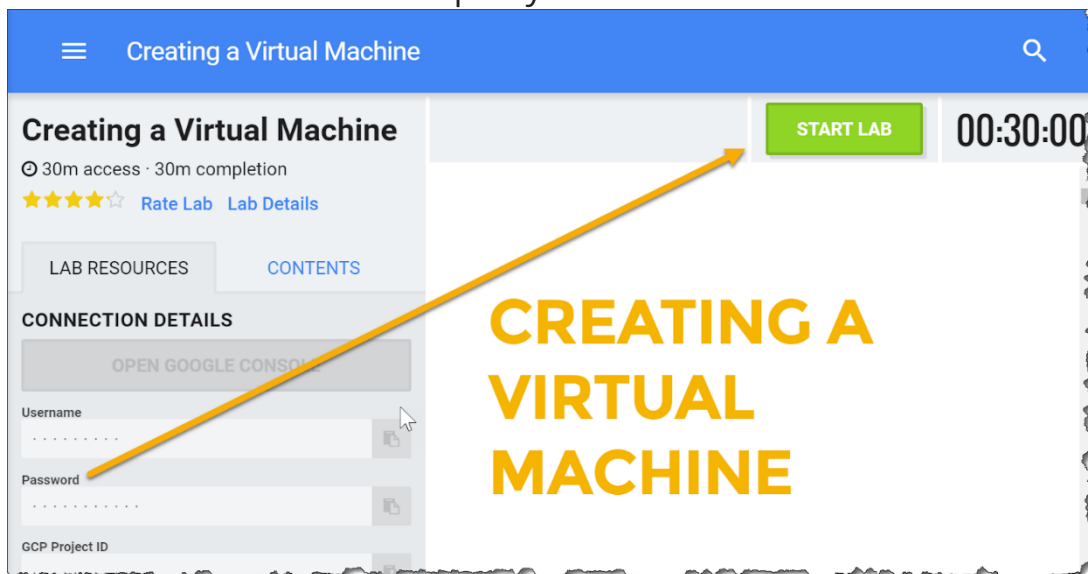 Creating a Virtual Machine
Creating a Virtual Machine
30m access · 30m completion
Rate Lab Lab Details
START LAB
00:30:00
LAB RESOURCES
CONTENTS
CONNECTION DETAILS
OPEN GOOGLE CONSOLE
Username
Password
GCP Project ID
CREATING A
VIRTUAL
MACHINE